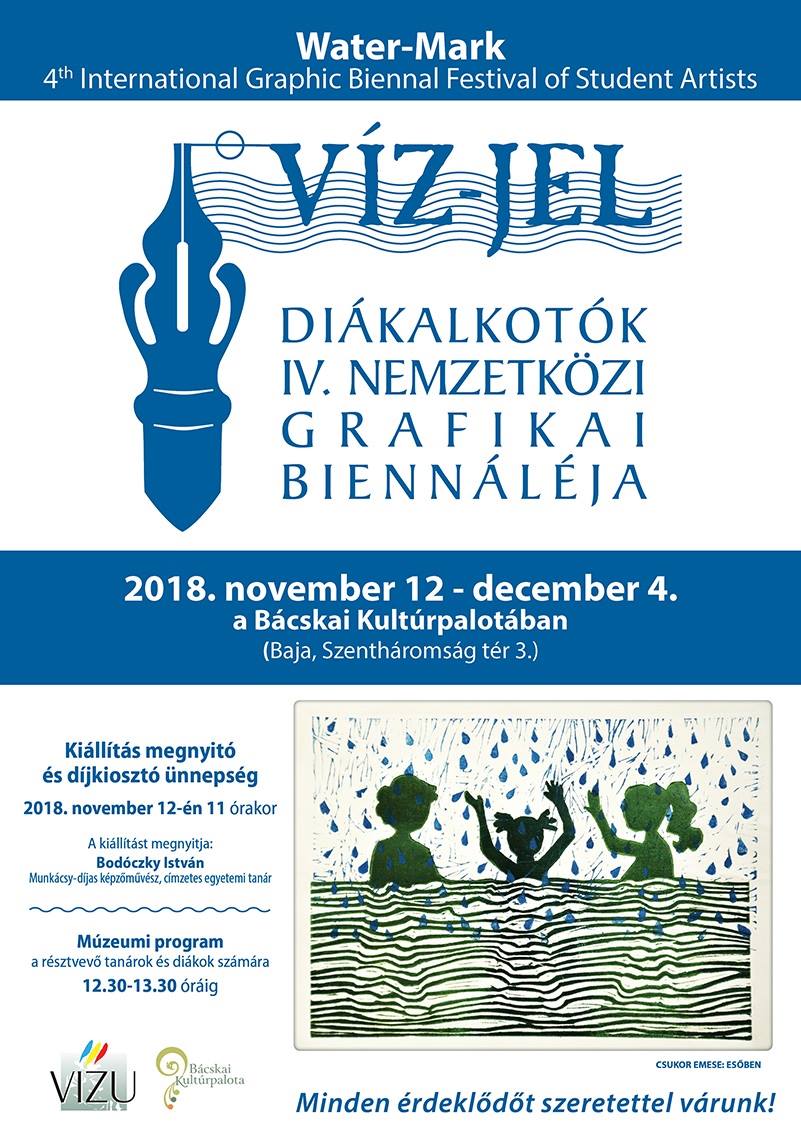 Water-Mark
4th International Graphic Biennal Festival of Student Artists
VÍZ-JEL
DIÁKALKOTÓK
IV. NEMZETKÖZI
GRAFIKAI
BIENNÁLÉJA
2018. november 12 - december 4.
a Bácskai Kultúrpalotában
(Baja, Szentháromság tér 3.)
Kiállítás megnyitó
és díjkiosztó ünnepség
2018. november 12-én 11 órakor
A kiállítást megnyitja:
Bodóczky István
Munkácsy-díjas képzőművész, címzetes egyetemi tanár
Múzeumi program
a résztvevő tanárok és diákok számára
12.30-13.30 óráig
VIZU
Bácskai
Kultúrpalota
CSUKOR EMESE: ESŐBEN
Minden érdeklődőt szeretettel várunk!